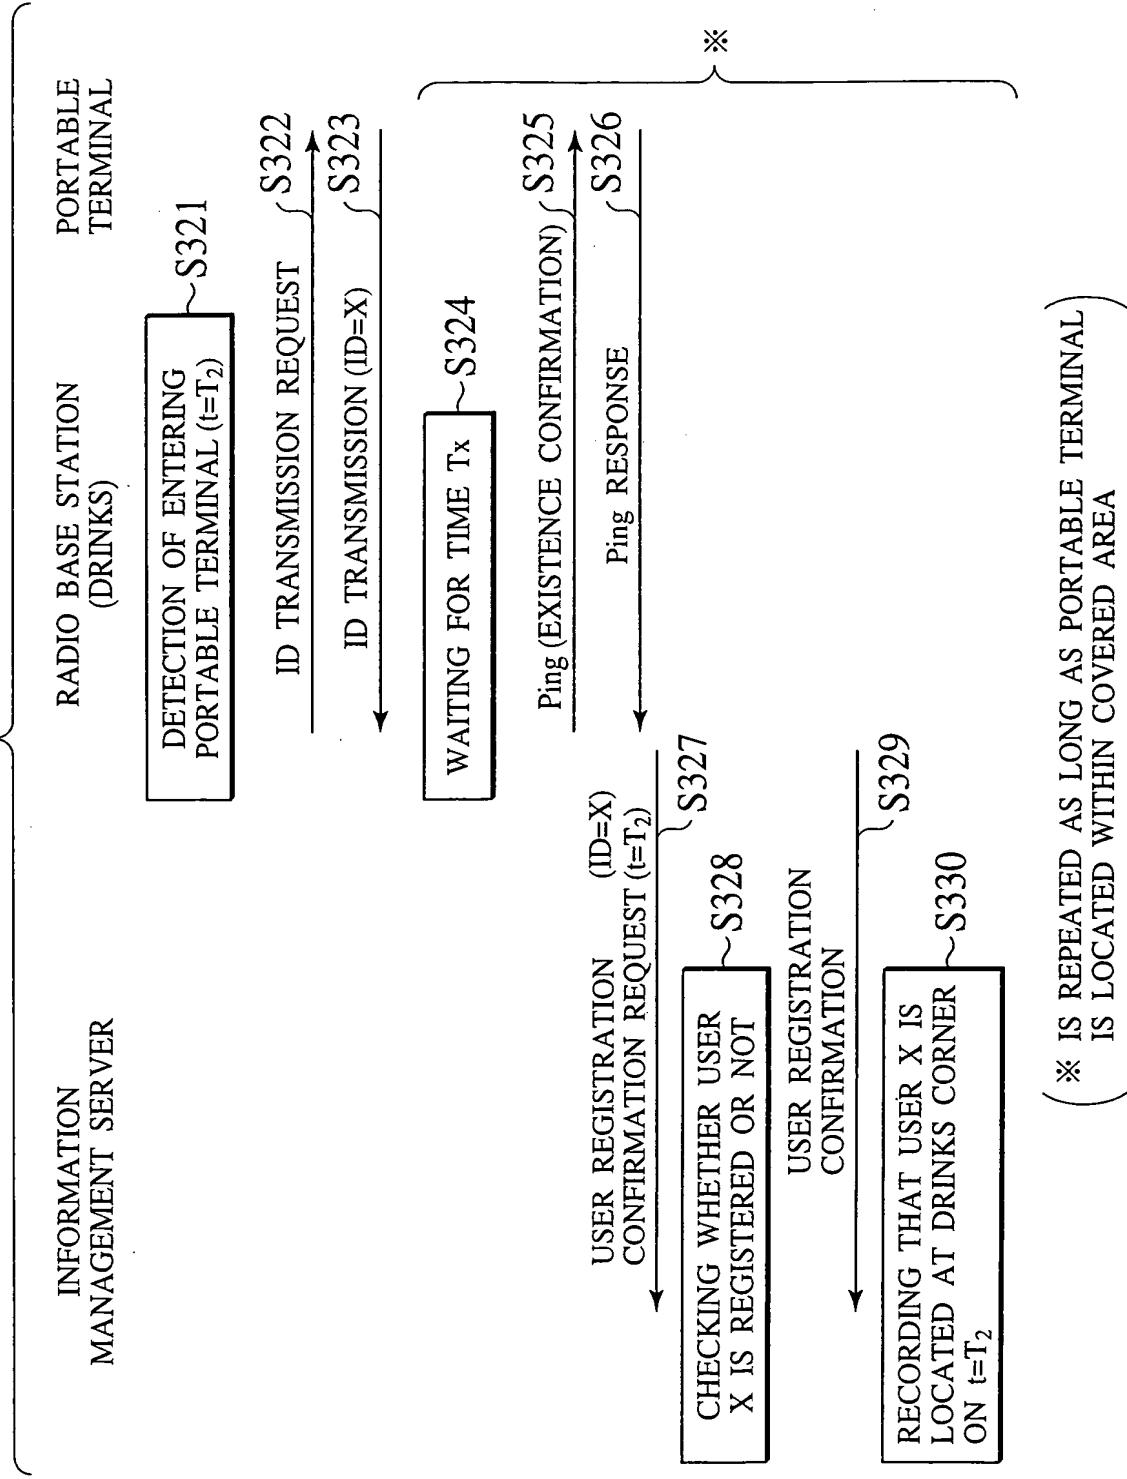 INFORMATION
MANAGEMENT SERVER
RADIO BASE STATION
(DRINKS)
PORTABLE
TERMINAL
DETECTION OF ENTERING
PORTABLE TERMINAL (t=T₂)
S321
ID TRANSMISSION REQUEST
S322
ID TRANSMISSION (ID=X)
S323
WAITING FOR TIME Tx
S324
Ping (EXISTENCE CONFIRMATION)
S325
Ping RESPONSE
S326
※
USER REGISTRATION (ID=X)
CONFIRMATION REQUEST (t=T₂)
S327
CHECKING WHETHER USER
X IS REGISTERED OR NOT
S328
USER REGISTRATION
CONFIRMATION
S329
RECORDING THAT USER X IS
LOCATED AT DRINKS CORNER
ON t=T₂
S330
※ IS REPEATED AS LONG AS PORTABLE TERMINAL
IS LOCATED WITHIN COVERED AREA